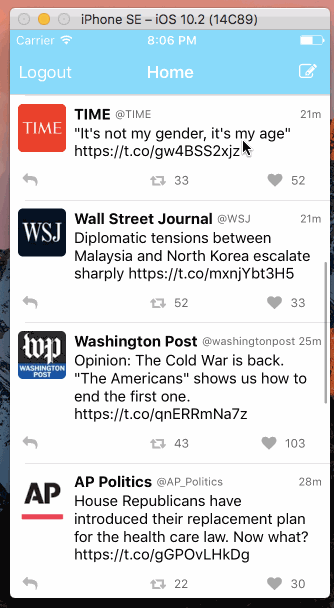 iPhone SE – iOS 10.2 (14C89)
Carrier 8:06 PM
Logout Home
TIME @TIME 21m
TIME
"It's not my gender, it's my age"
https://t.co/gw4BSS2xjz
33 52
Wall Street Journal @WSJ 21m
WSJ
Diplomatic tensions between
Malaysia and North Korea escalate
sharply https://t.co/mxnjYbt3H5
52 33
Washington Post @washingtonpost 25m
wp
WASHINGTON
POST
Opinion: The Cold War is back.
"The Americans" shows us how to
end the first one.
https://t.co/qnERRmNa7z
43 103
AP Politics @AP_Politics 28m
AP
House Republicans have
introduced their replacement plan
for the health care law. Now what?
https://t.co/gGPOvLHkDg
22 30